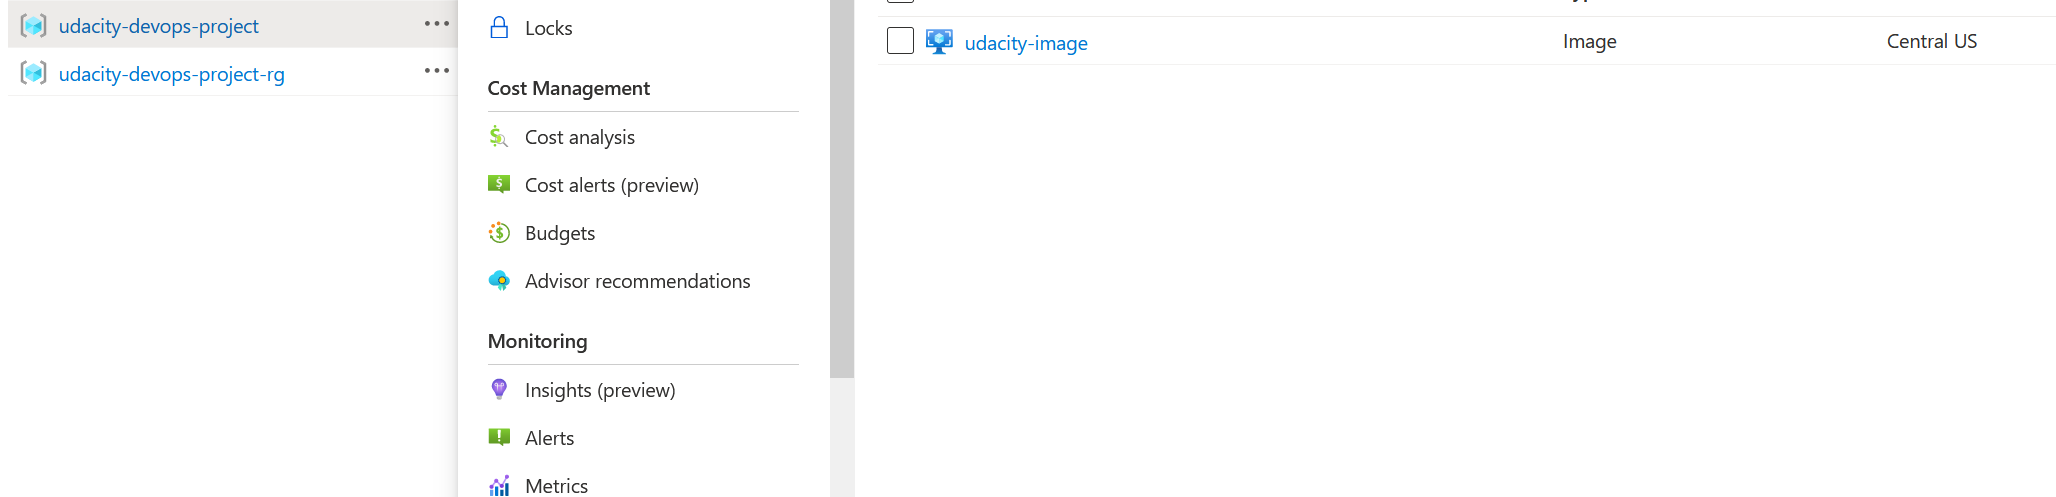 udacity-devops-project
udacity-devops-project-rg
Locks
Cost Management
Cost analysis
Cost alerts (preview)
Budgets
Advisor recommendations
Monitoring
Insights (preview)
Alerts
Metrics
udacity-image Image Central US